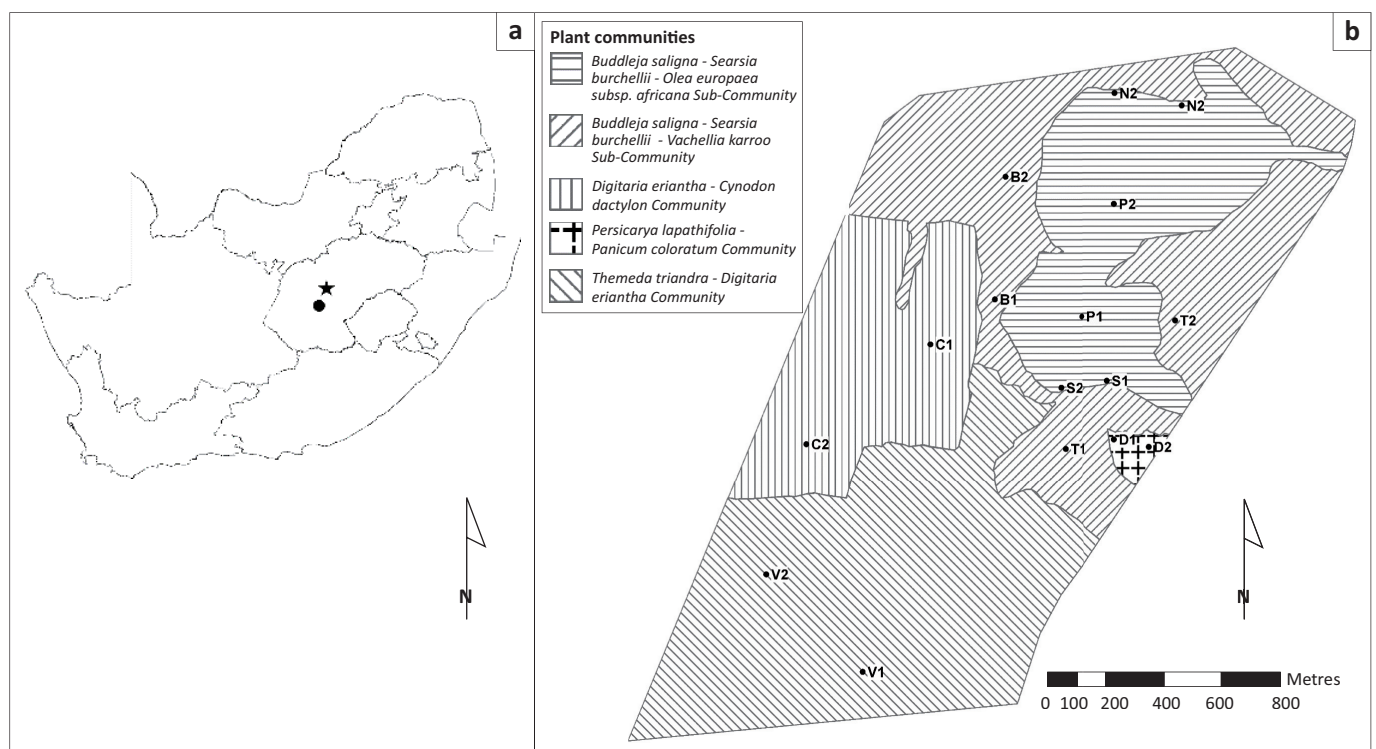 a
N
b
Plant communities
Buddleja saligna - Searsia
burchellii - Olea europaea
subsp. africana Sub-Community
Buddleja saligna - Searsia
burchellii - Vachellia karroo
Sub-Community
Digitaria eriantha - Cynodon
dactylon Community
Persicarya lapathifolia -
Panicum coloratum Community
Themeda triandra - Digitaria
eriantha Community
N2
N2
B2
P2
B1
P1
T2
C1
S2
S1
C2
T1
D1
D2
V2
V1
N
Metres
0 100 200 400 600 800